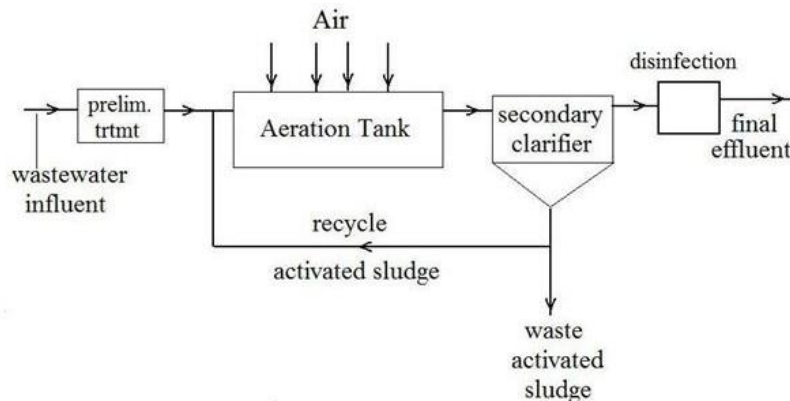 Air
disinfection
prelim.
trtmt
Aeration Tank
secondary
clarifier
final
effluent
wastewater
influent
recycle
activated sludge
waste
activated
sludge